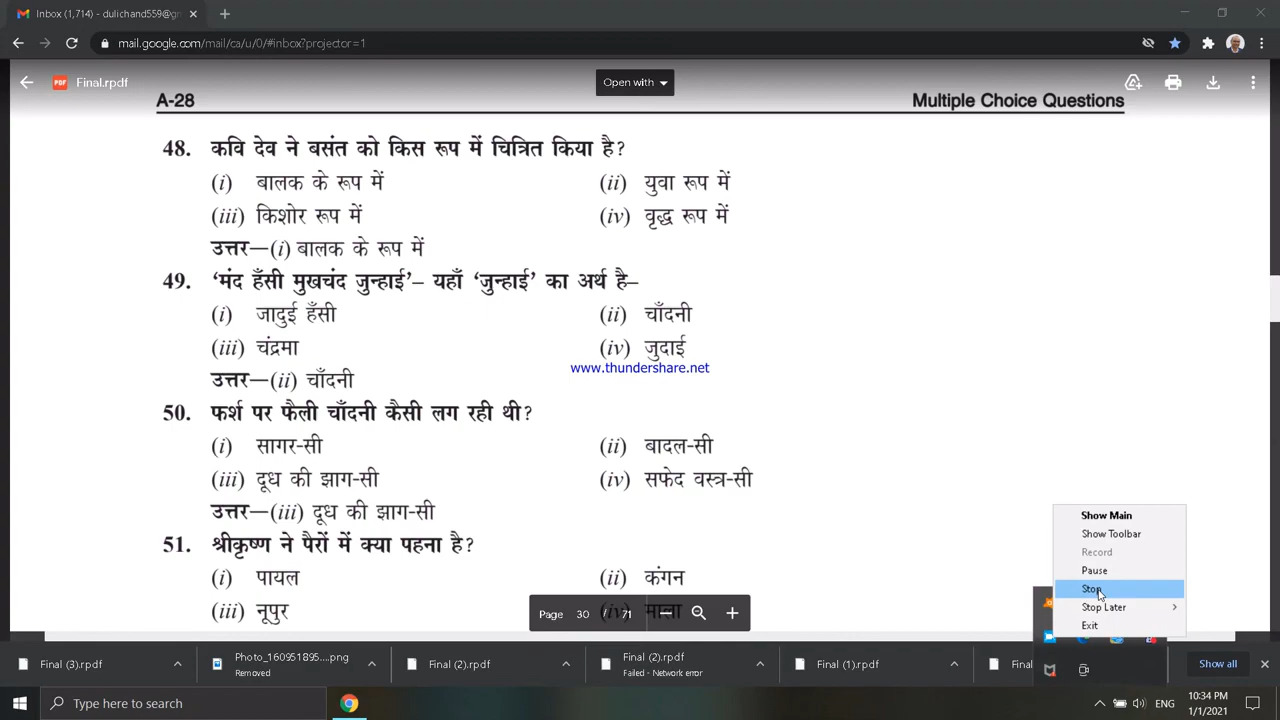 Inbox (1,714) - dulichand559@gm
mail.google.com/mail/ca/u/0/#inbox?projector=1
PDF Final.rpdf Open with
A-28 Multiple Choice Questions
48. कवि देव ने बसंत को किस रूप में चित्रित किया है?
(i) बालक के रूप में (ii) युवा रूप में
(iii) किशोर रूप में (iv) वृद्ध रूप में
उत्तर—(i) बालक के रूप में
49. ‘मंद हँसी मुखचंद जुन्हाई’– यहाँ ‘जुन्हाई’ का अर्थ है–
(i) जादुई हँसी (ii) चाँदनी
(iii) चंद्रमा (iv) जुदाई
www.thundershare.net
उत्तर—(ii) चाँदनी
50. फर्श पर फैली चाँदनी कैसी लग रही थी?
(i) सागर-सी (ii) बादल-सी
(iii) दूध की झाग-सी (iv) सफेद वस्त्र-सी
उत्तर—(iii) दूध की झाग-सी
51. श्रीकृष्ण ने पैरों में क्या पहना है?
(i) पायल (ii) कंगन
(iii) नूपुर (iv) माला
Page 30 / 71
Show Main
Show Toolbar
Record
Pause
Stop
Stop Later
Exit
Final (3).rpdf
Photo_160951895....png
Removed
Final (2).rpdf
Final (2).rpdf
Failed - Network error
Final (1).rpdf
Final
Show all
Type here to search
ENG
10:34 PM
1/1/2021